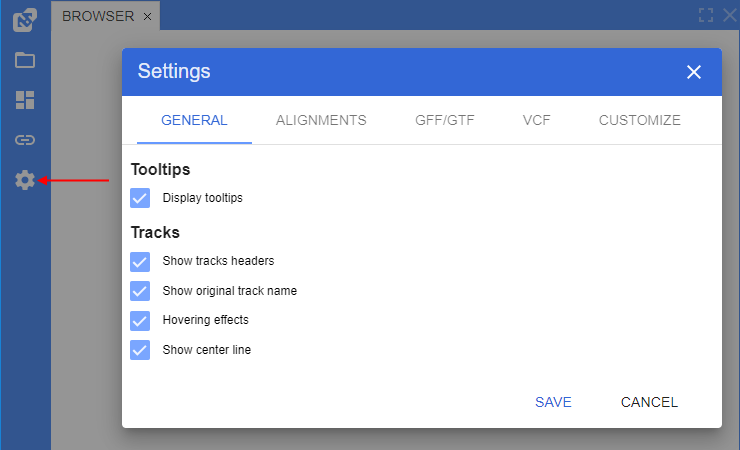 BROWSER
Settings
GENERAL ALIGNMENTS GFF/GTF VCF CUSTOMIZE
Tooltips
Display tooltips
Tracks
Show tracks headers
Show original track name
Hovering effects
Show center line
SAVE CANCEL